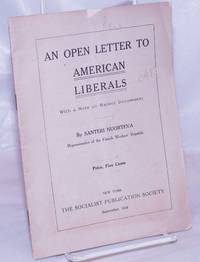 AN OPEN LETTER TO
AMERICAN
LIBERALS
With a Note on Recent Documents
By SANTERI NUORTEVA
Representative of the Finnish Workers' Republic
Price, Five Cents
NEW YORK
THE SOCIALIST PUBLICATION SOCIETY
September, 1918